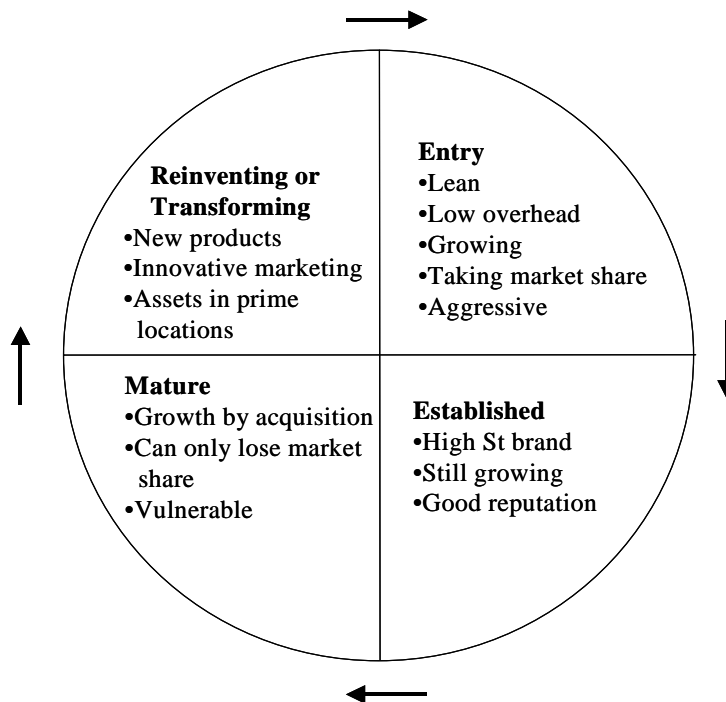 Reinventing or
Transforming
•New products
•Innovative marketing
•Assets in prime
locations
Entry
•Lean
•Low overhead
•Growing
•Taking market share
•Aggressive
Mature
•Growth by acquisition
•Can only lose market
share
•Vulnerable
Established
•High St brand
•Still growing
•Good reputation